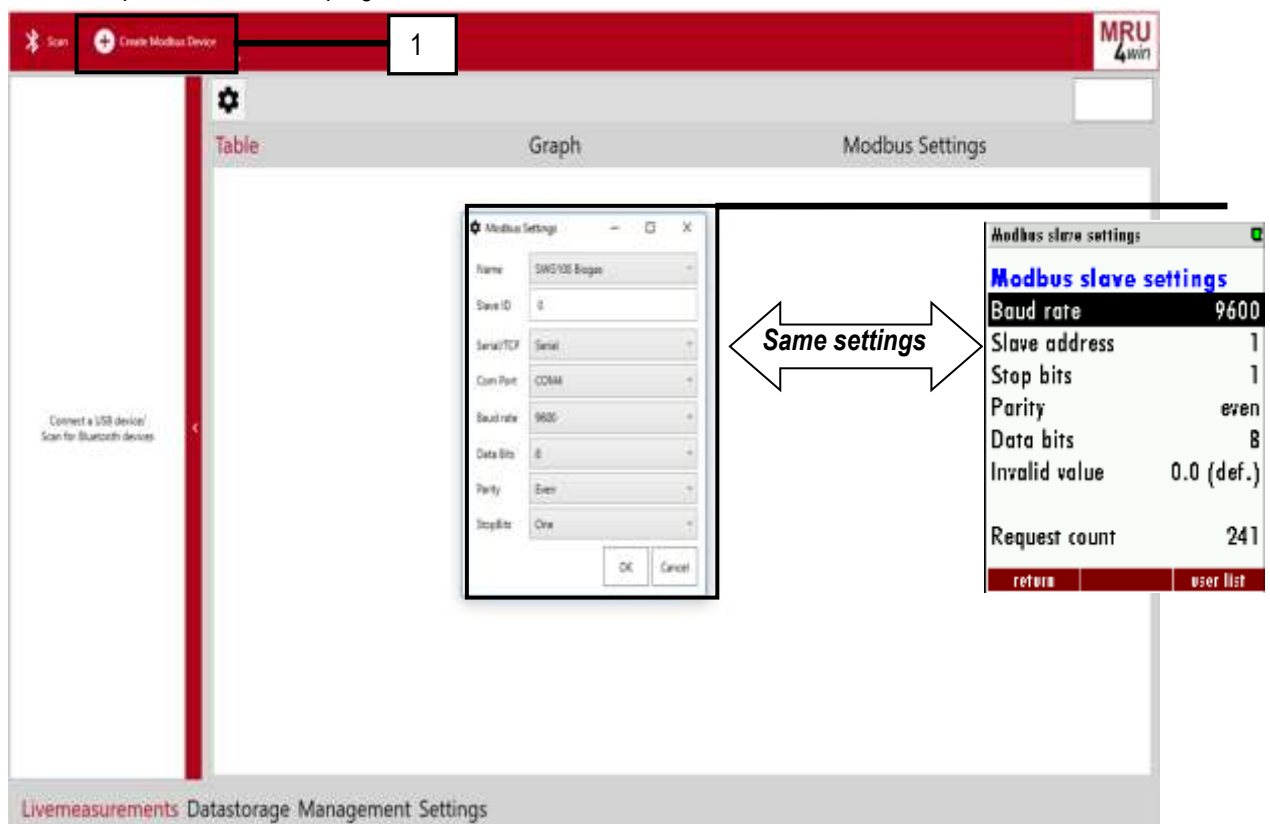 Scan
Create Modbus Device
1
MRU
4win
Table Graph Modbus Settings
Modbus Settings
Name SWG100 Biogas
Slave ID 0
Serial/TCP Serial
Com Port COM4
Baud rate 9600
Data Bits 8
Parity Even
StopBits One
OK Cancel
Same settings
Modbus slave settings
Modbus slave settings
Baud rate 9600
Slave address 1
Stop bits 1
Parity even
Data bits 8
Invalid value 0.0 (def.)
Request count 241
return user list
Connect a USB device/
Scan for Bluetooth devices
Livemeasurements Datastorage Management Settings